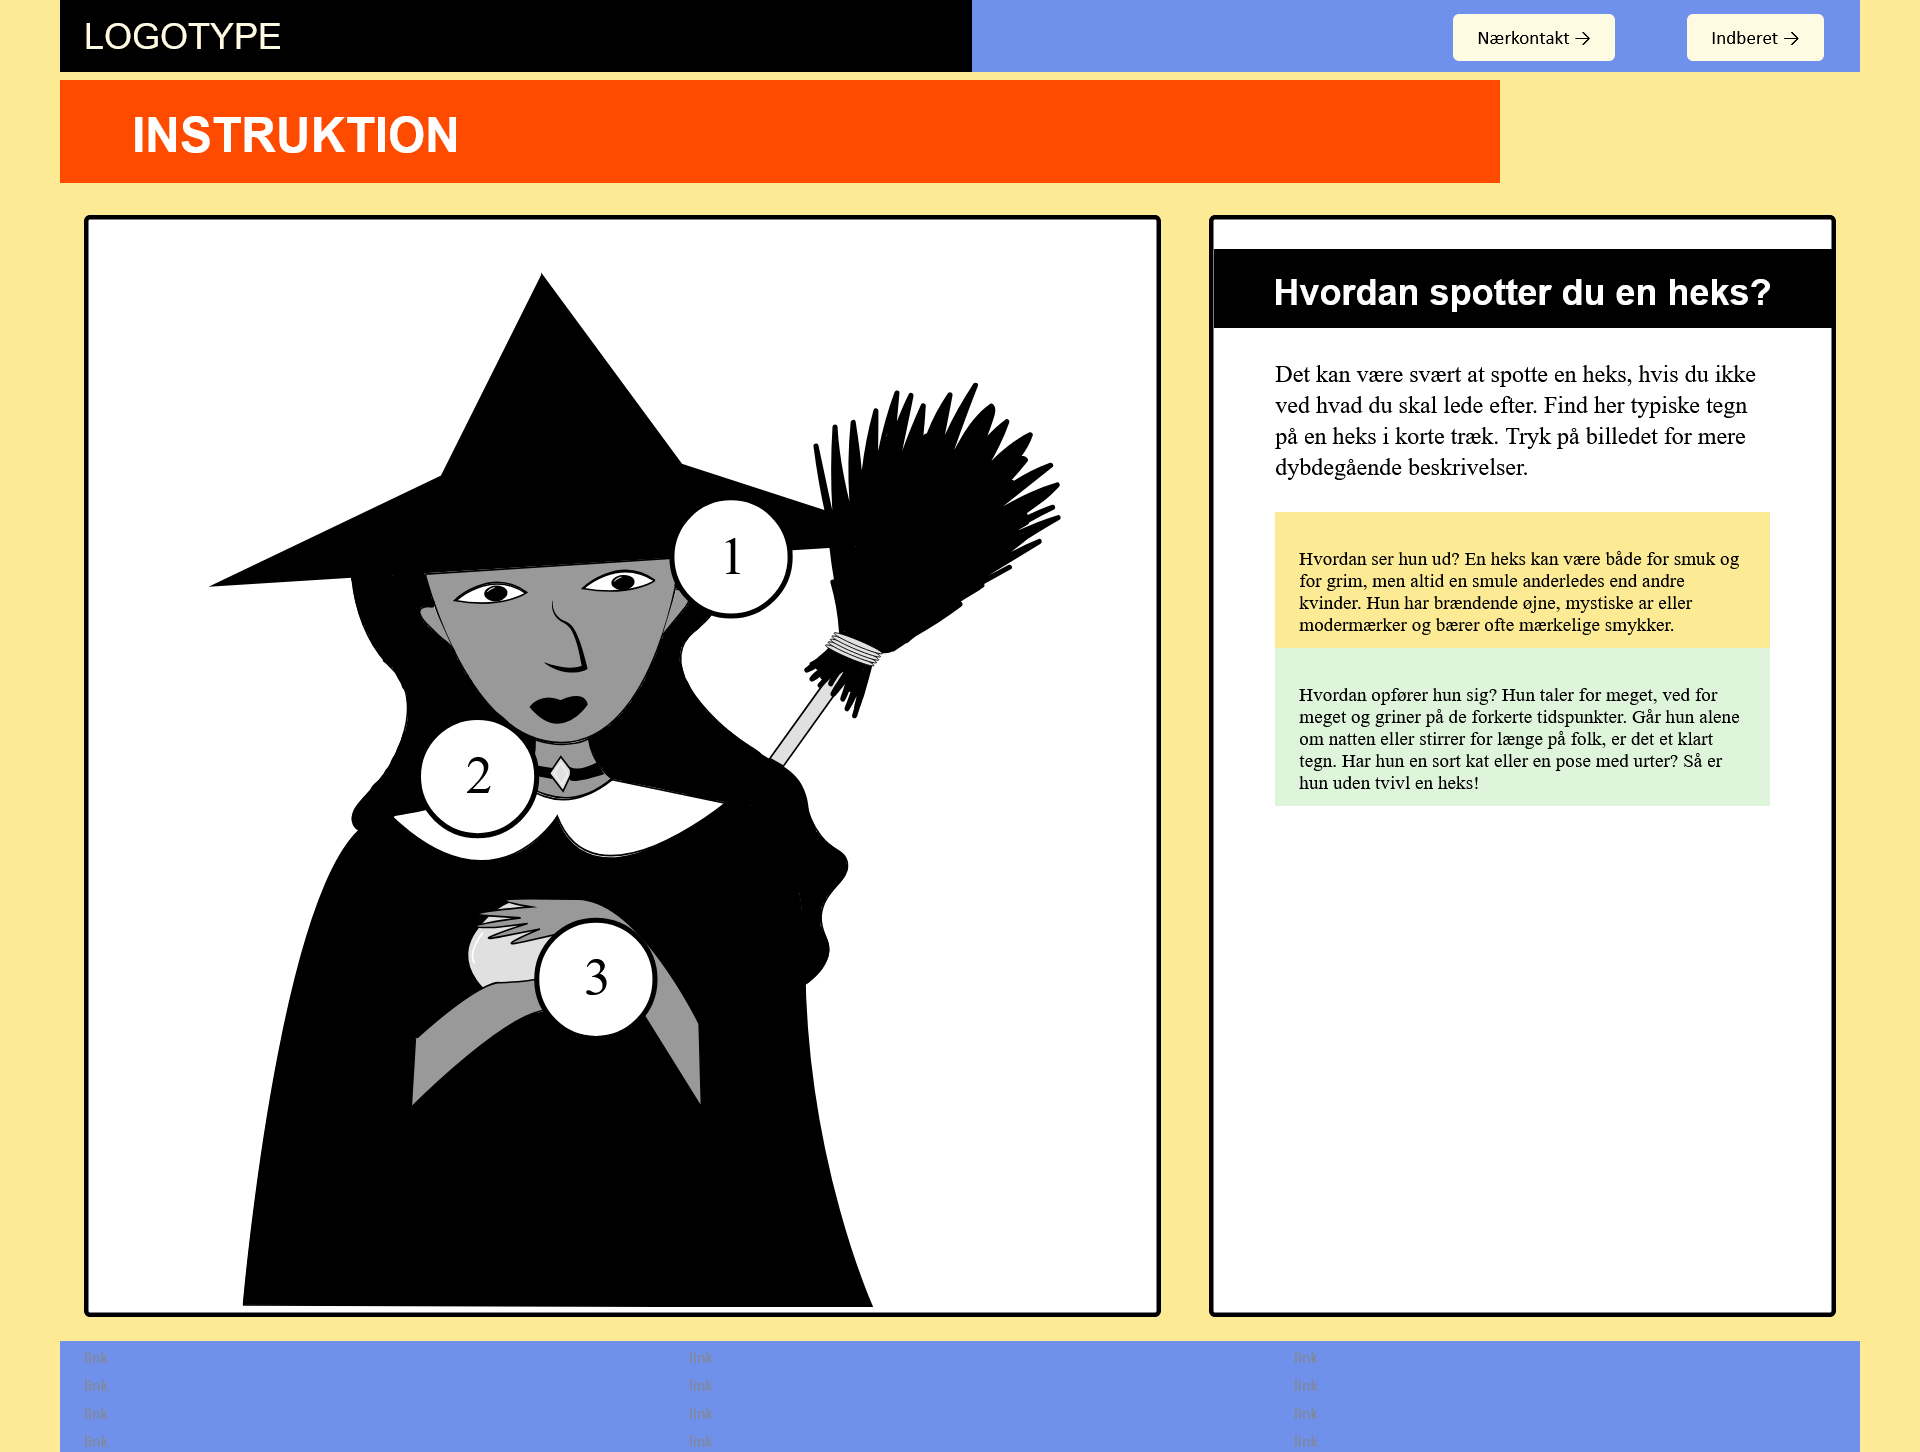 LOGOTYPE
Nærkontakt →
Indberet →
INSTRUKTION
1
2
3
Hvordan spotter du en heks?
Det kan være svært at spotte en heks, hvis du ikke
ved hvad du skal lede efter. Find her typiske tegn
på en heks i korte træk. Tryk på billedet for mere
dybdegående beskrivelser.
Hvordan ser hun ud? En heks kan være både for smuk og
for grim, men altid en smule anderledes end andre
kvinder. Hun har brændende øjne, mystiske ar eller
modermærker og bærer ofte mærkelige smykker.
Hvordan opfører hun sig? Hun taler for meget, ved for
meget og griner på de forkerte tidspunkter. Går hun alene
om natten eller stirrer for længe på folk, er det et klart
tegn. Har hun en sort kat eller en pose med urter? Så er
hun uden tvivl en heks!
link
link
link
link
link
link
link
link
link
link
link
link